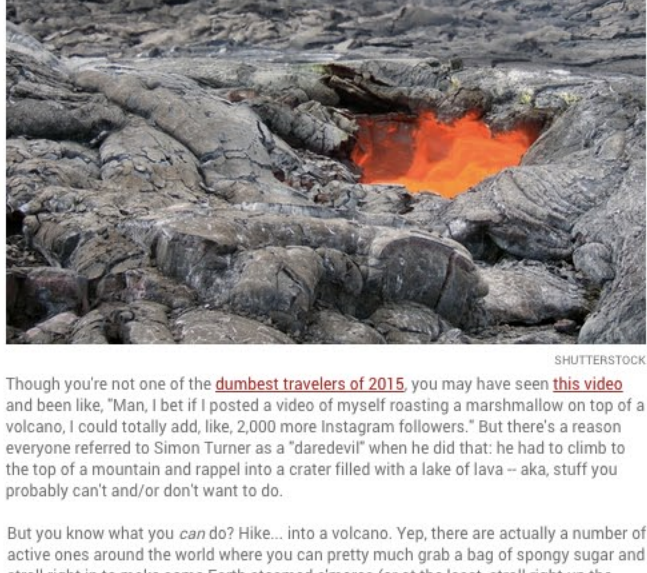 SHUTTERSTOCK
Though you're not one of the dumbest travelers of 2015, you may have seen this video
and been like, "Man, I bet if I posted a video of myself roasting a marshmallow on top of a
volcano, I could totally add, like, 2,000 more Instagram followers." But there's a reason
everyone referred to Simon Turner as a "daredevil" when he did that: he had to climb to
the top of a mountain and rappel into a crater filled with a lake of lava -- aka, stuff you
probably can't and/or don't want to do.
But you know what you can do? Hike... into a volcano. Yep, there are actually a number of
active ones around the world where you can pretty much grab a bag of spongy sugar and